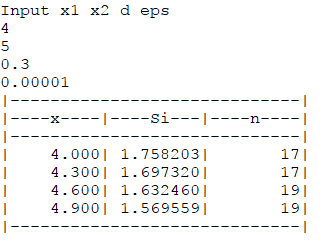 Input x1 x2 d eps
4
5
0.3
0.00001
|-----------------------------|
|----x----|----Si---|----n----|
|-----------------------------|
|    4.000| 1.758203|       17|
|    4.300| 1.697320|       17|
|    4.600| 1.632460|       19|
|    4.900| 1.569559|       19|
|-----------------------------|